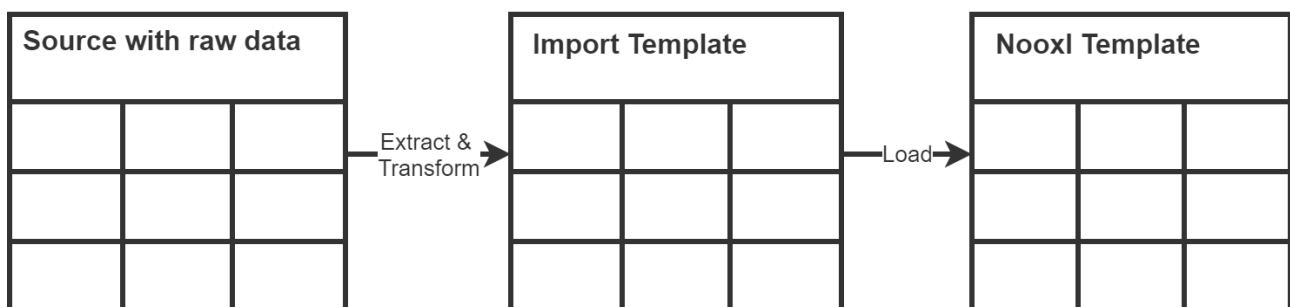 Source with raw data
Extract &
Transform
Import Template
Load
Nooxl Template